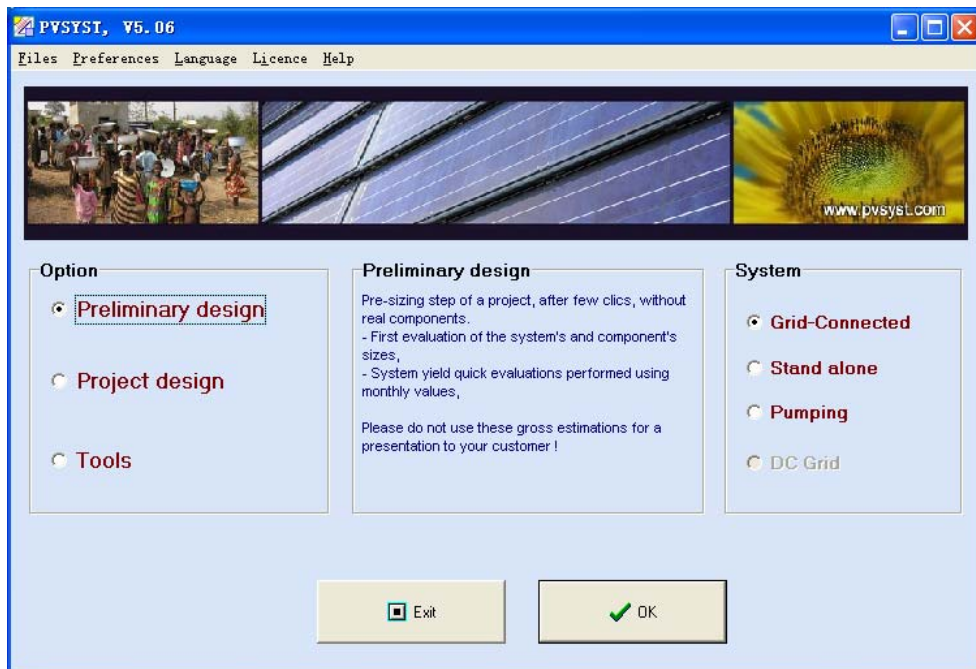 PVSYST, V5.06
Files Preferences Language Licence Help
www.pvsyst.com
Option
Preliminary design
Project design
Tools
Preliminary design
Pre-sizing step of a project, after few clics, without
real components.
- First evaluation of the system's and component's
sizes,
- System yield quick evaluations performed using
monthly values,
Please do not use these gross estimations for a
presentation to your customer !
System
Grid-Connected
Stand alone
Pumping
DC Grid
Exit
OK